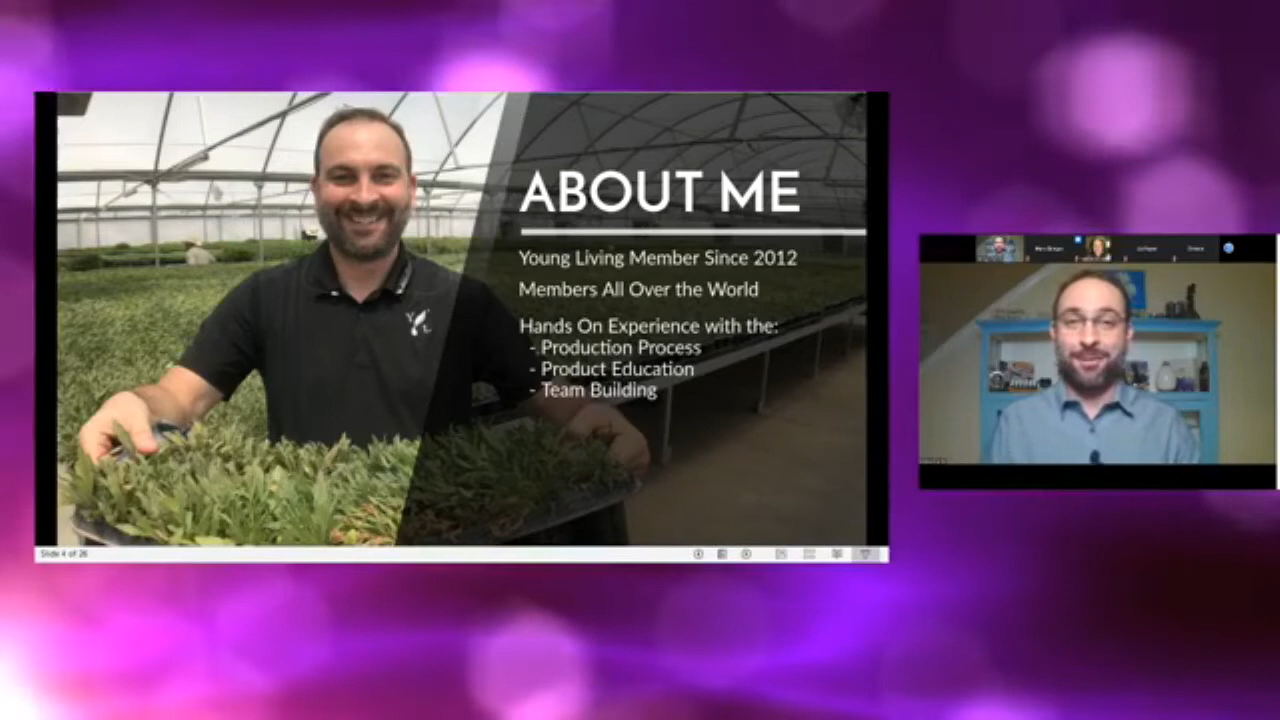 ABOUT ME
Young Living Member Since 2012
Members All Over the World
Hands On Experience with the:
- Production Process
- Product Education
- Team Building
Y L
Slide 4 of 26